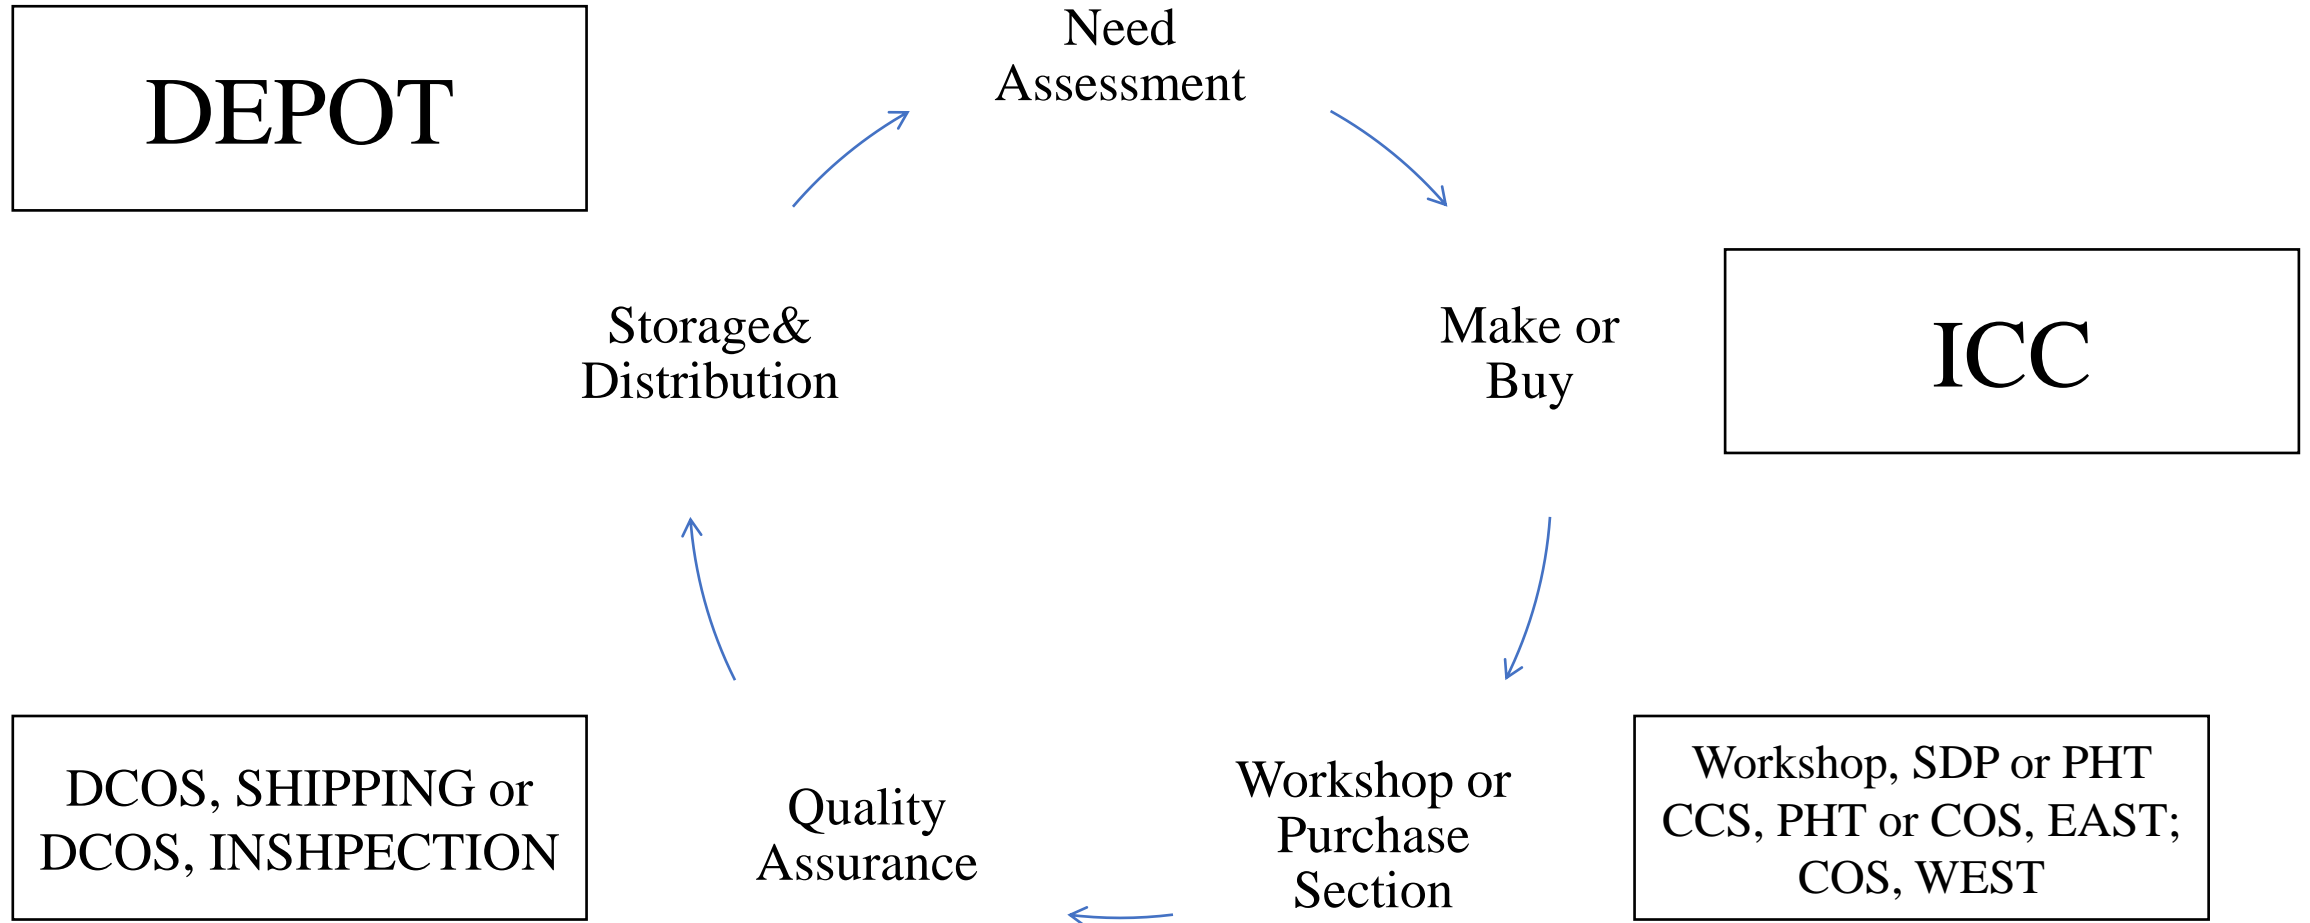 Need
Assessment
DEPOT
Storage&
Distribution
Make or
Buy
ICC
DCOS, SHIPPING or
DCOS, INSHPECTION
Quality
Assurance
Workshop or
Purchase
Section
Workshop, SDP or PHT
CCS, PHT or COS, EAST;
COS, WEST